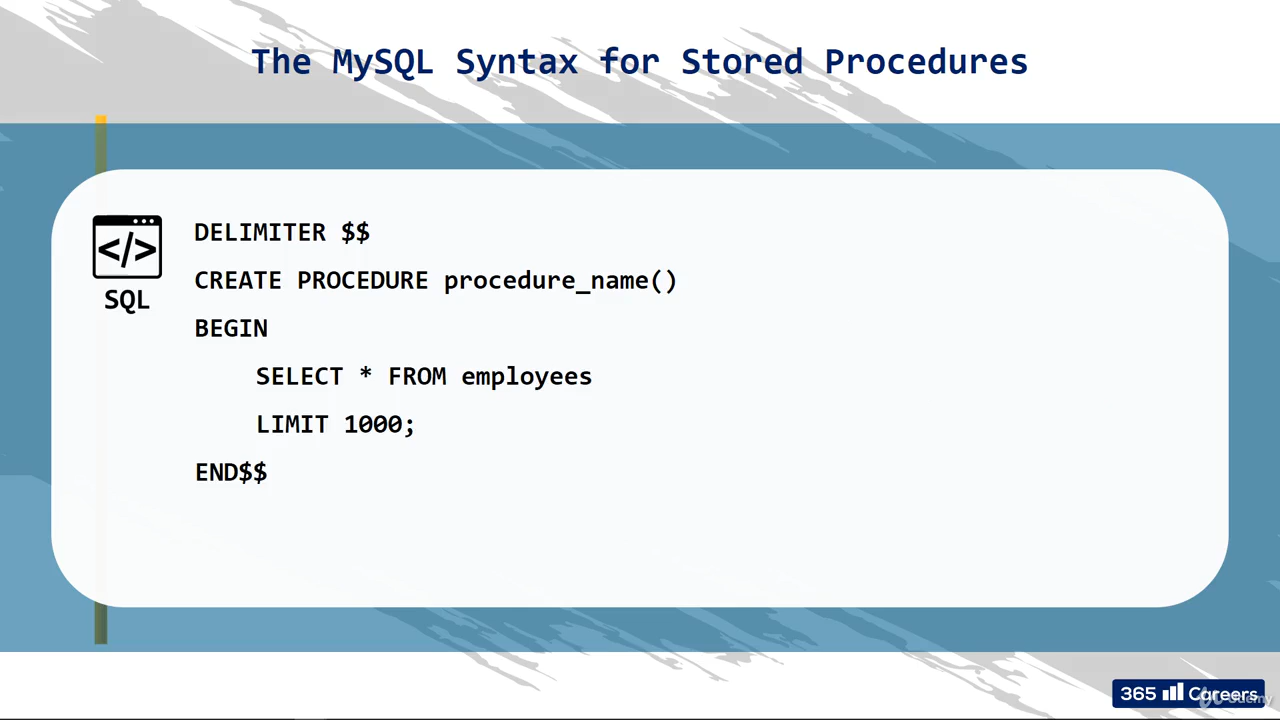 The MySQL Syntax for Stored Procedures
</>
SQL
DELIMITER $$
CREATE PROCEDURE procedure_name()
BEGIN
SELECT * FROM employees
LIMIT 1000;
END$$
365 Careers
Udemy